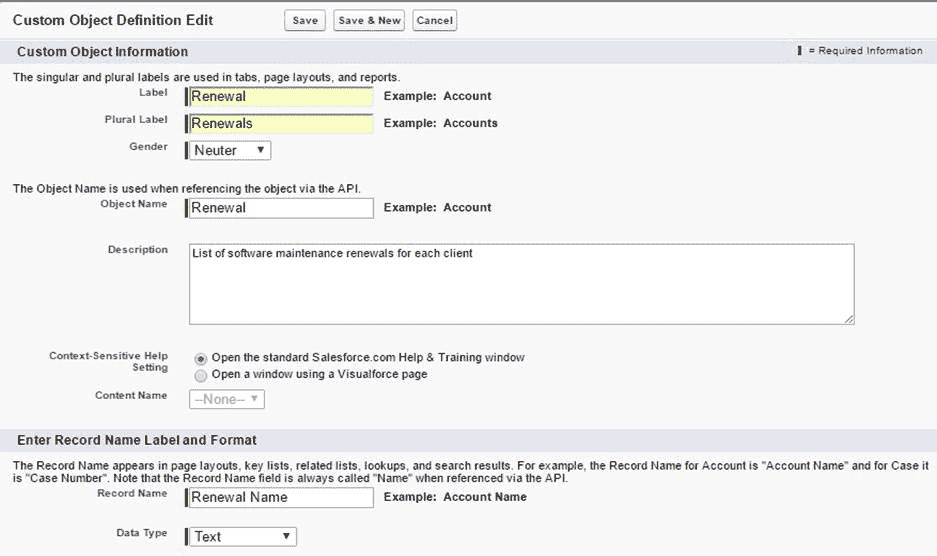 Custom Object Definition Edit Save Save & New Cancel
Custom Object Information = Required Information
The singular and plural labels are used in tabs, page layouts, and reports.
Label Renewal Example: Account
Plural Label Renewals Example: Accounts
Gender Neuter
The Object Name is used when referencing the object via the API.
Object Name Renewal Example: Account
Description List of software maintenance renewals for each client
Context-Sensitive Help Setting Open the standard Salesforce.com Help & Training window
Open a window using a Visualforce page
Content Name --None--
Enter Record Name Label and Format
The Record Name appears in page layouts, key lists, related lists, lookups, and search results. For example, the Record Name for Account is "Account Name" and for Case it
is "Case Number". Note that the Record Name field is always called "Name" when referenced via the API.
Record Name Renewal Name Example: Account Name
Data Type Text